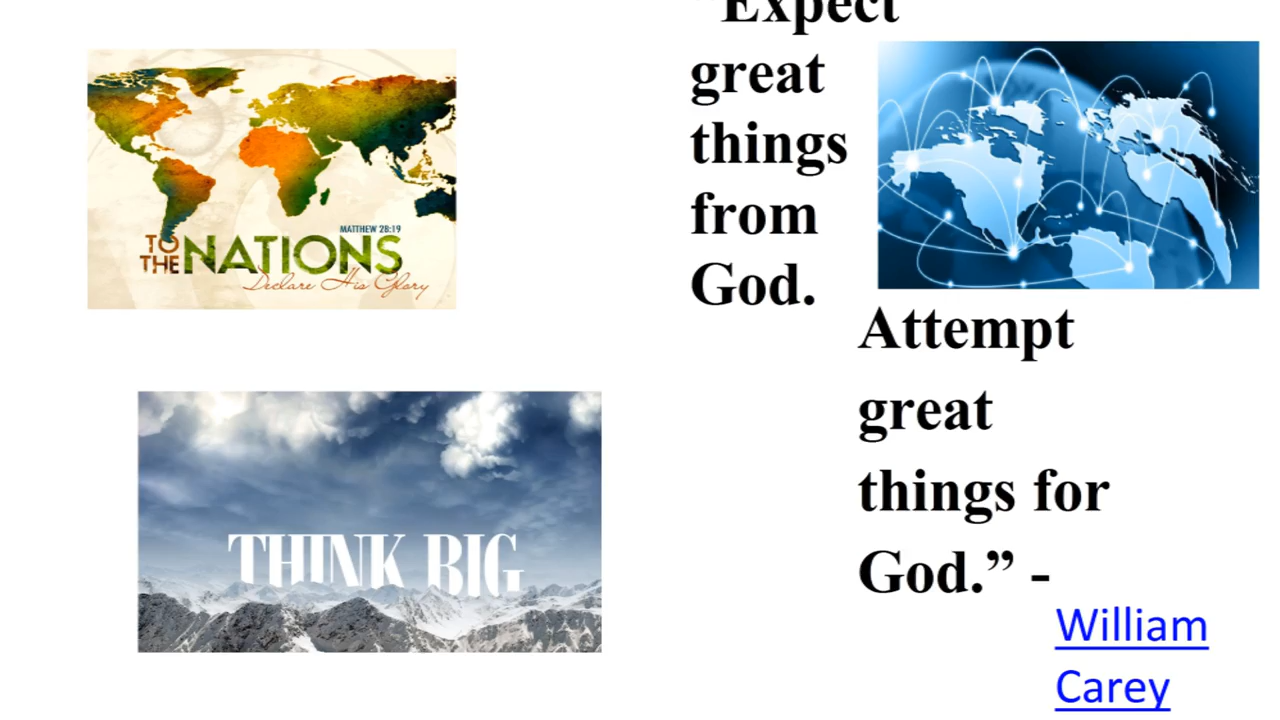 MATTHEW 28:19
TO
THE NATIONS
Declare His Glory
THINK BIG
“Expect
great
things
from
God.
Attempt
great
things for
God.” -
William
Carey